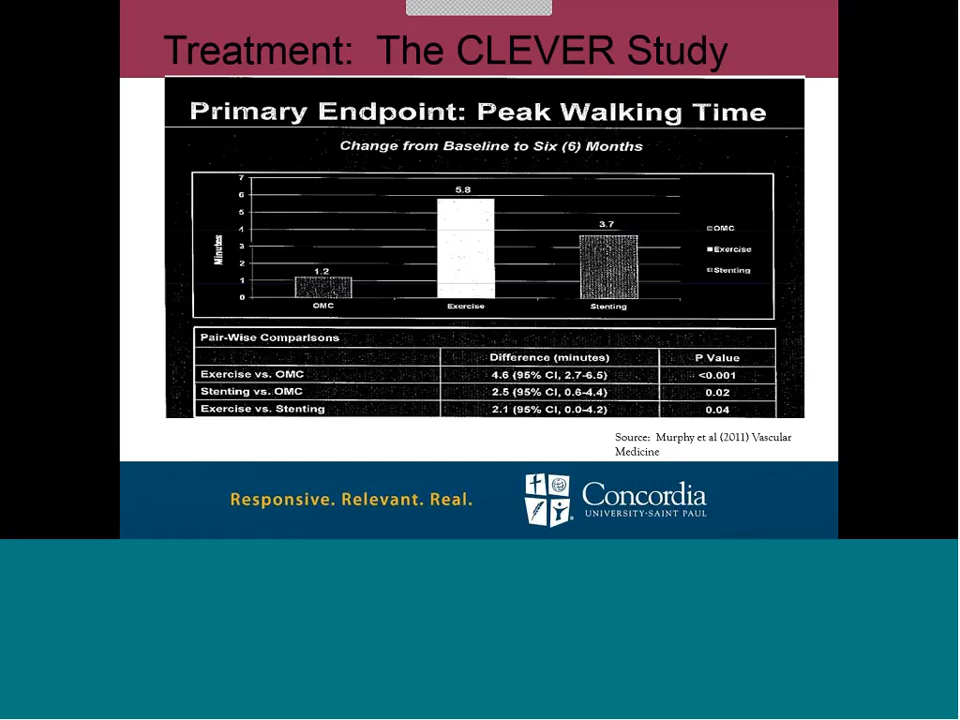 Treatment: The CLEVER Study
Primary Endpoint: Peak Walking Time
Change from Baseline to Six (6) Months
7
6
5
4
3
2
1
0
Minutes
1.2
5.8
3.7
OMC
Exercise
Stenting
OMC
Exercise
Stenting
Pair-Wise Comparisons
Difference (minutes) P Value
Exercise vs. OMC 4.6 (95% CI, 2.7-6.5) <0.001
Stenting vs. OMC 2.5 (95% CI, 0.6-4.4) 0.02
Exercise vs. Stenting 2.1 (95% CI, 0.0-4.2) 0.04
Source: Murphy et al (2011) Vascular
Medicine
Responsive. Relevant. Real.
Concordia
UNIVERSITY·SAINT PAUL